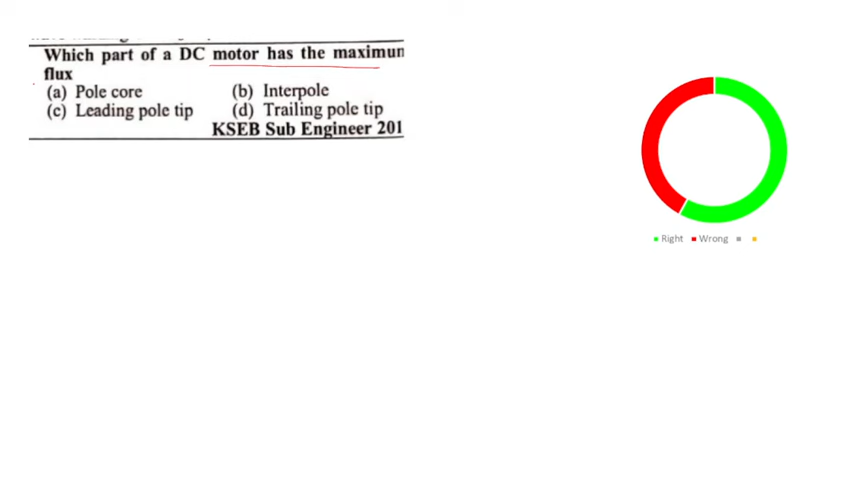 Which part of a DC motor has the maximum
flux
(a) Pole core (b) Interpole
(c) Leading pole tip (d) Trailing pole tip
KSEB Sub Engineer 201
Right Wrong